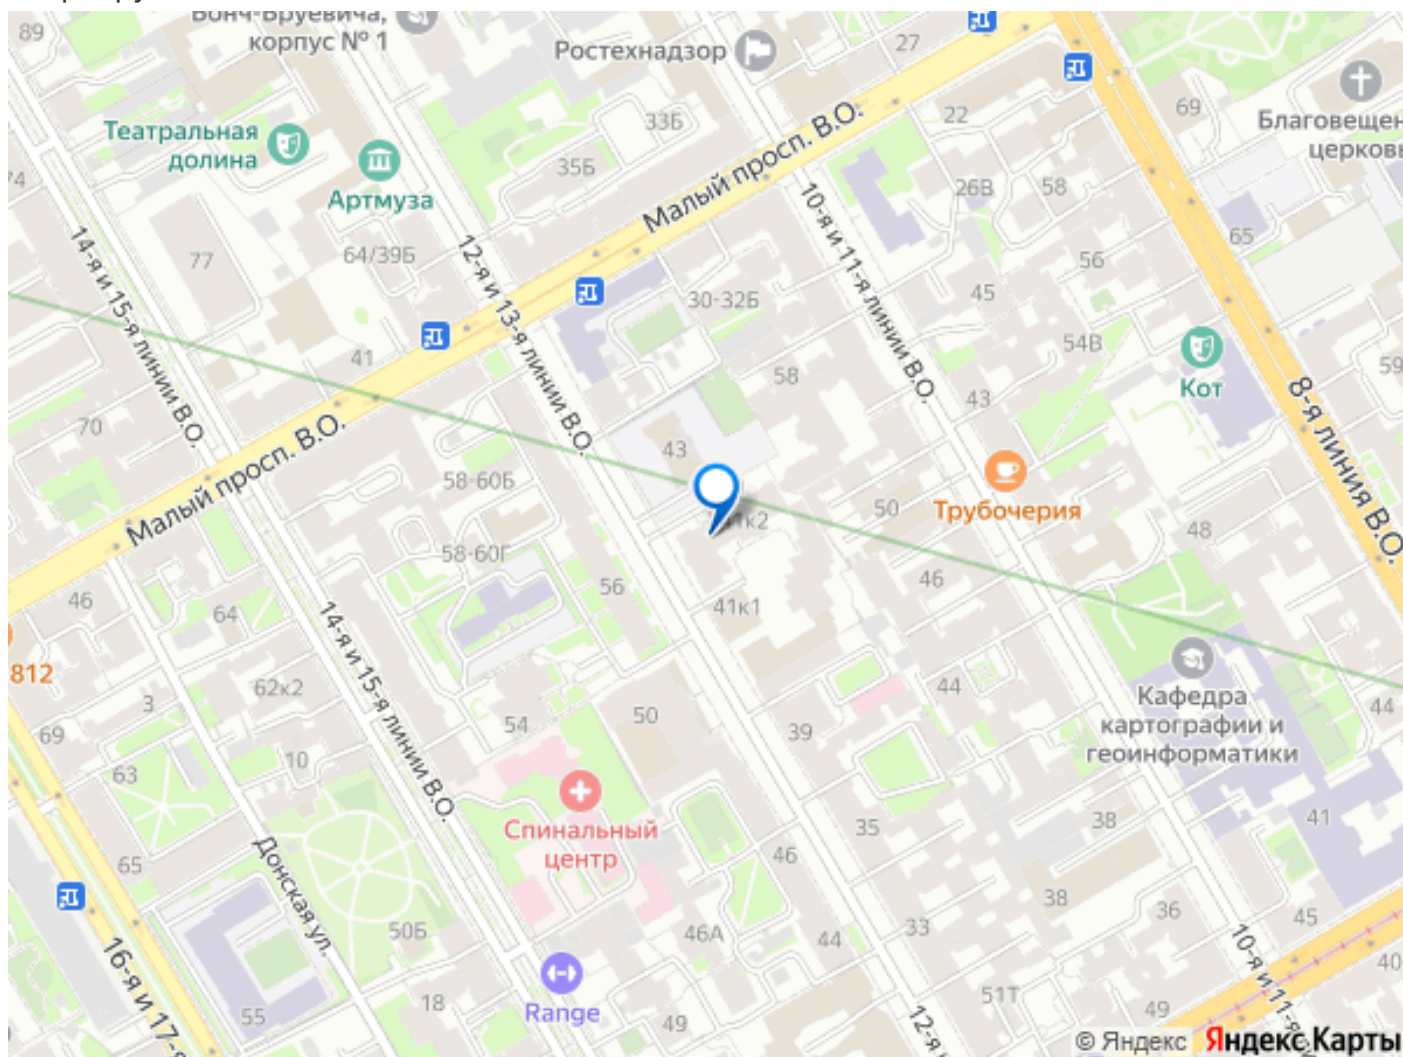 89
Бонч-Бруевича,
корпус № 1
Ростехнадзор
27
22
69
Благовещен
церковь
Театральная
долина
Артмуза
33Б
35Б
Малый просп. В.О.
10-я и 11-я линии В.О.
26В
58
65
56
74
77
64/39Б
14-я и 15-я линии В.О.
12-я и 13-я линии В.О.
30-32Б
45
54В
Кот
59
41
58
43
8-я линия В.О.
70
Малый просп. В.О.
43
58-60Б
41к2
50
Трубочерия
48
58-60Г
56
46
41к1
46
64
14-я и 15-я линии В.О.
812
62к2
3
54
50
44
Кафедра
картографии и
геоинформатики
44
69
39
63
10
Спинальный
центр
35
38
41
65
Донская ул.
46
38
36
45
50Б
46А
44
33
10-я и 11-я
40
16-я и 17-я
Range
18
55
49
12-я и
51Т
49
© Яндекс Яндекс Карты